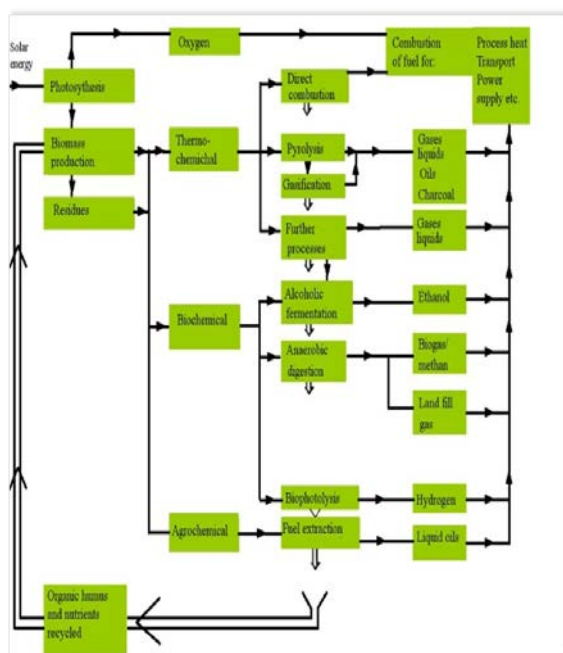 Solar
energy
Oxygen
Combustion
of fuel for:
Process heat
Transport
Power
supply etc.
Photosythesis
Direct
combustion
Biomass
production
Thermo-
chemichal
Pyrolysis
Gases
liquids
Oils
Charcoal
Gasification
Residues
Further
processes
Gases
liquids
Biochemical
Alcoholic
fermentation
Ethanol
Anaerobic
digestion
Biogas/
methan
Land fill
gas
Biophotolysis
Hydrogen
Agrochemical
Fuel extraction
Liquid oils
Organic humus
and nutrients
recycled